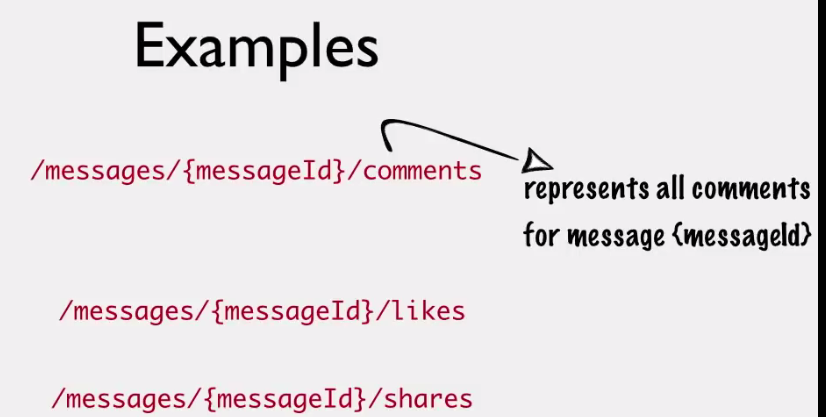 Examples
/messages/{messageId}/comments
represents all comments
for message {messageId}
/messages/{messageId}/likes
/messages/{messageId}/shares